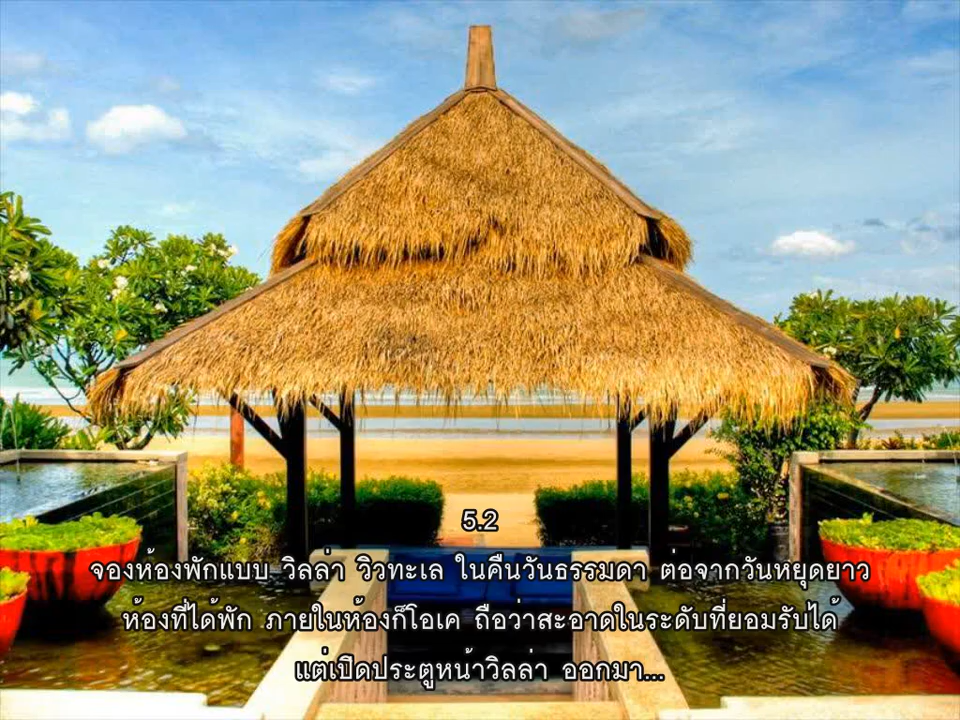 5.2
จองห้องพักแบบ วิลล่า วิวทะเล ในคืนวันธรรมดา ต่อจากวันหยุดยาว
ห้องที่ได้พัก ภายในห้องก็โอเค ถือว่าสะอาดในระดับที่ยอมรับได้
แต่เปิดประตูหน้าวิลล่า ออกมา...